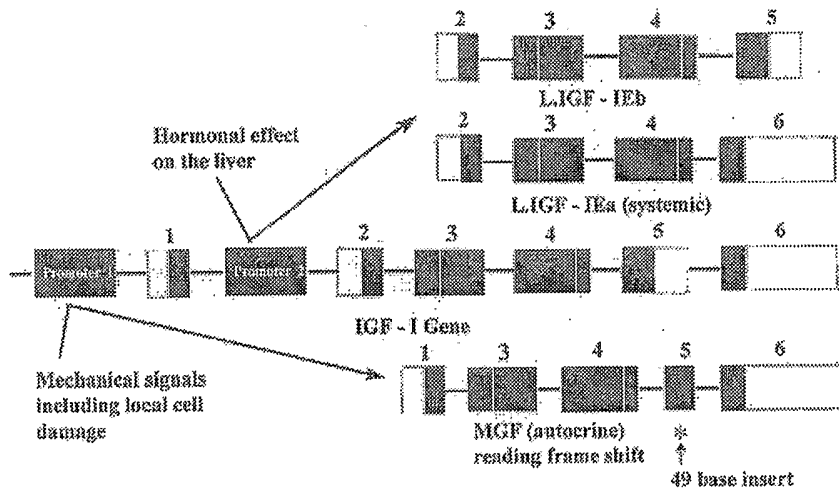 2 3 4 5
L.IGF - IEb
2 3 4 6
Hormonal effect
on the liver
L.IGF - IEa (systemic)
1 2 3 4 5 6
Promoter 1 Promoter 2
IGF - I Gene
1 3 4 5 6
Mechanical signals
including local cell
damage
MGF (autocrine) *
reading frame shift
49 base insert